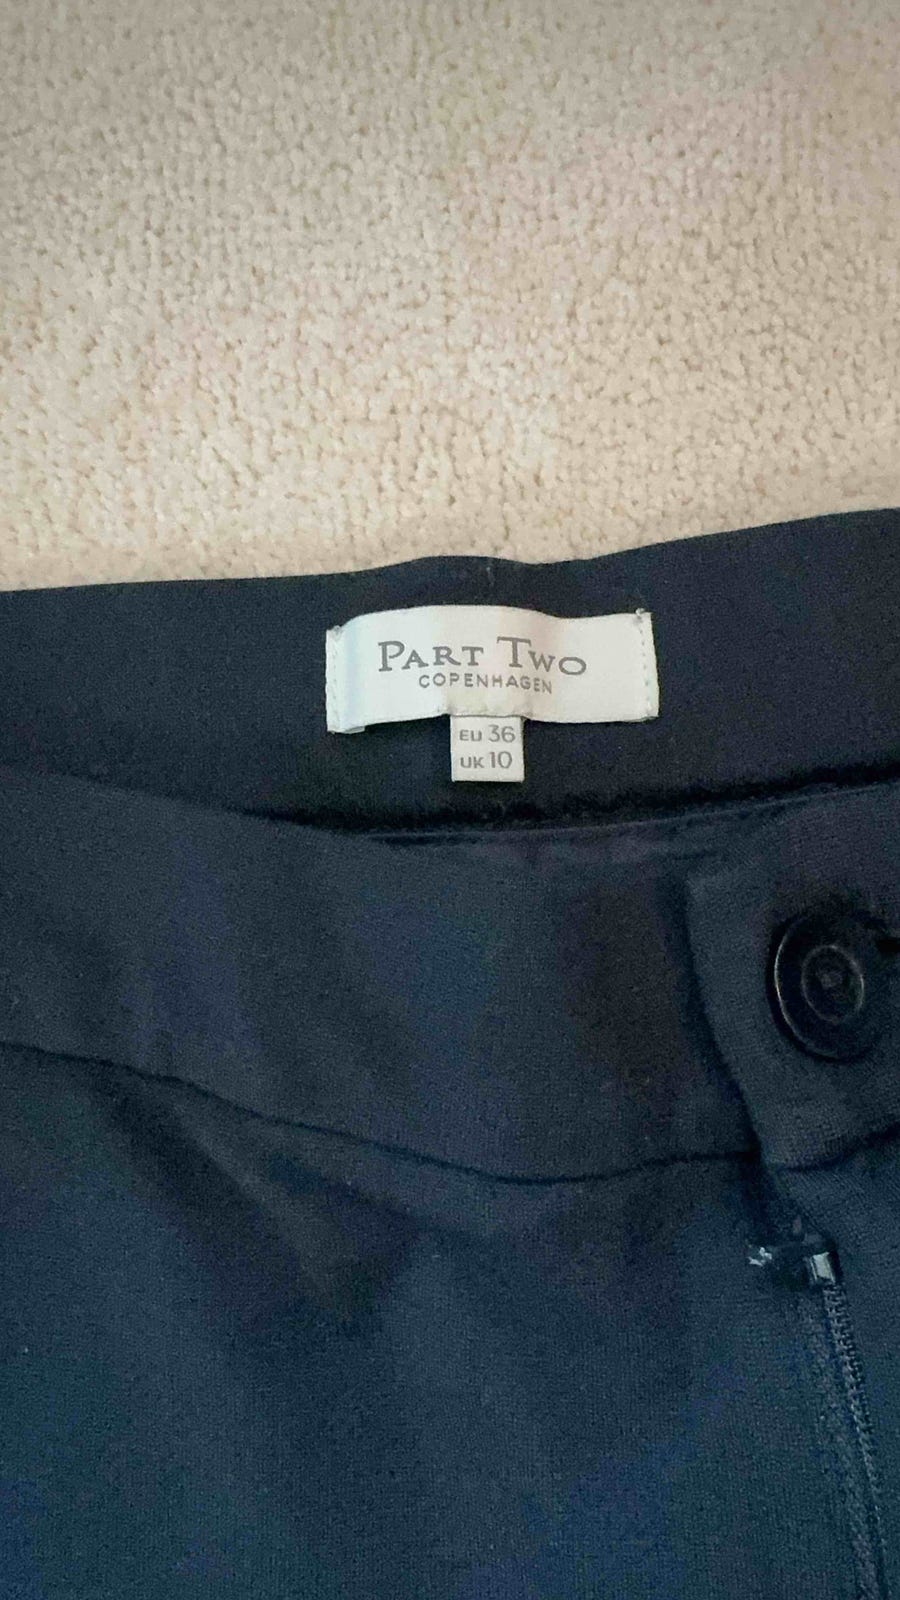 PART TWO
COPENHAGEN
EU 36
UK 10